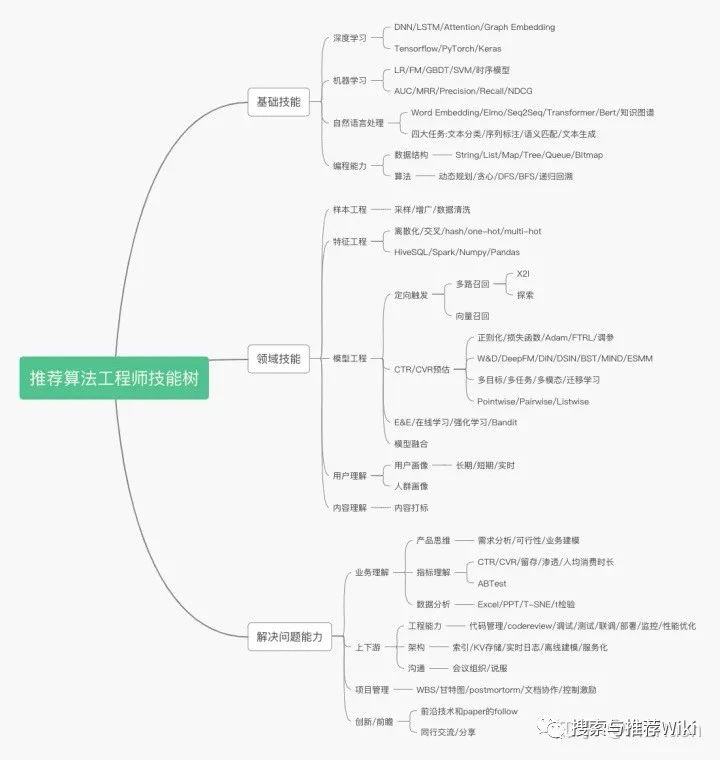 推荐算法工程师技能树
基础技能
深度学习
DNN/LSTM/Attention/Graph Embedding
Tensorflow/PyTorch/Keras
机器学习
LR/FM/GBDT/SVM/时序模型
AUC/MRR/Precision/Recall/NDCG
自然语言处理
Word Embedding/Elmo/Seq2Seq/Transformer/Bert/知识图谱
四大任务:文本分类/序列标注/语义匹配/文本生成
编程能力
数据结构
String/List/Map/Tree/Queue/Bitmap
算法
动态规划/贪心/DFS/BFS/递归回溯
领域技能
样本工程
采样/增广/数据清洗
特征工程
离散化/交叉/hash/one-hot/multi-hot
HiveSQL/Spark/Numpy/Pandas
模型工程
定向触发
多路召回
X2I
探索
向量召回
CTR/CVR预估
正则化/损失函数/Adam/FTRL/调参
W&D/DeepFM/DIN/DSIN/BST/MIND/ESMM
多目标/多任务/多模态/迁移学习
Pointwise/Pairwise/Listwise
E&E/在线学习/强化学习/Bandit
模型融合
用户理解
用户画像
长期/短期/实时
人群画像
内容理解
内容打标
解决问题能力
业务理解
产品思维
需求分析/可行性/业务建模
指标理解
CTR/CVR/留存/渗透/人均消费时长
ABTest
数据分析
Excel/PPT/T-SNE/t检验
上下游
工程能力
代码管理/codereview/调试/测试/联调/部署/监控/性能优化
架构
索引/KV存储/实时日志/离线建模/服务化
沟通
会议组织/说服
项目管理
WBS/甘特图/postmortorm/文档协作/控制激励
创新/前瞻
前沿技术和paper的follow
同行交流/分享
搜索与推荐Wiki